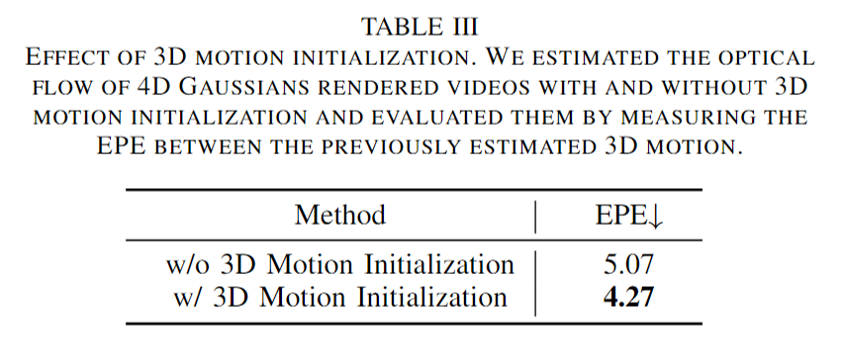 TABLE III
EFFECT OF 3D MOTION INITIALIZATION. WE ESTIMATED THE OPTICAL
FLOW OF 4D GAUSSIANS RENDERED VIDEOS WITH AND WITHOUT 3D
MOTION INITIALIZATION AND EVALUATED THEM BY MEASURING THE
EPE BETWEEN THE PREVIOUSLY ESTIMATED 3D MOTION.
Method EPE↓
w/o 3D Motion Initialization 5.07
w/ 3D Motion Initialization 4.27